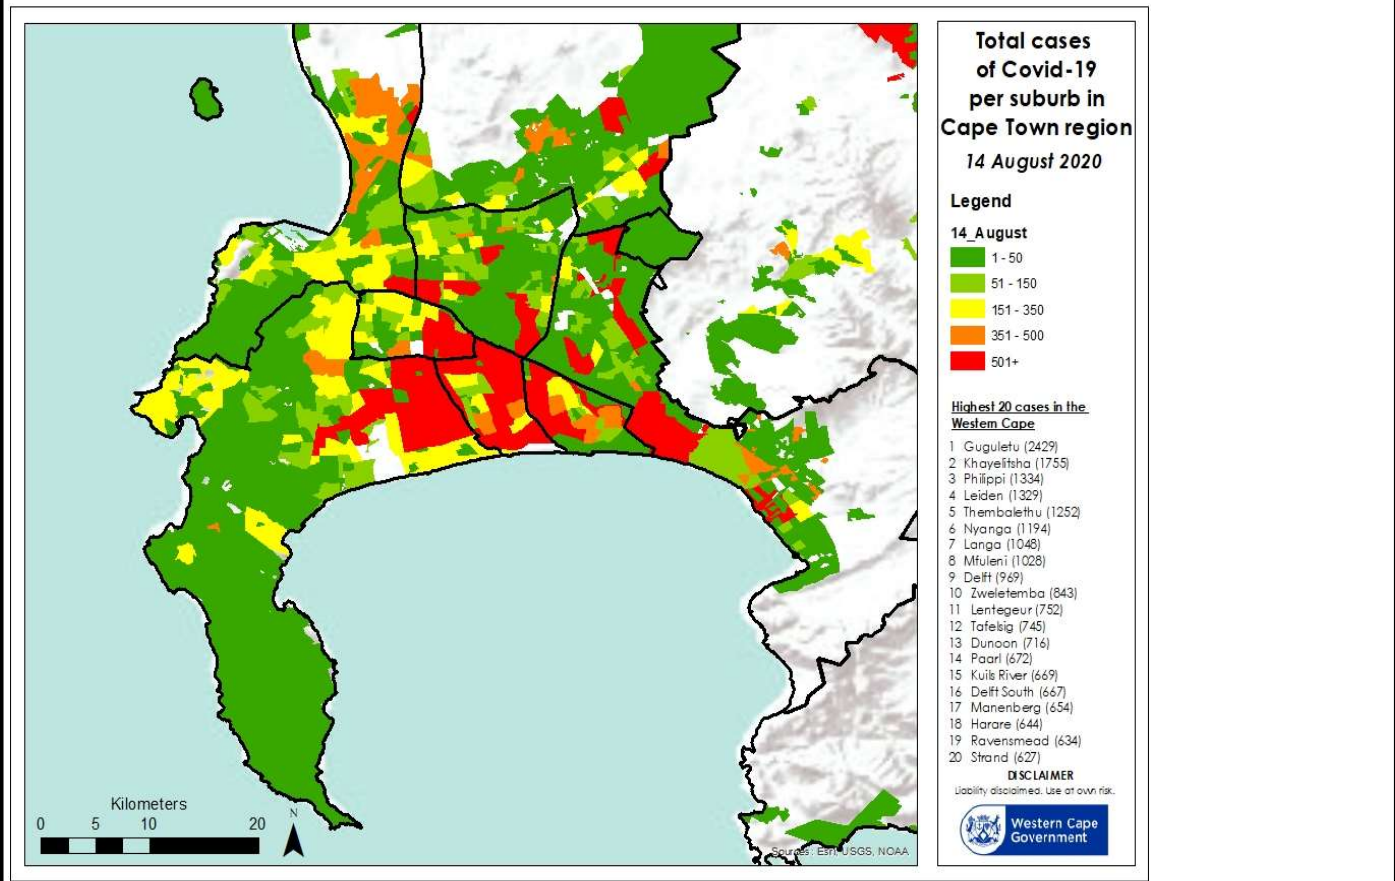 Total cases
of Covid-19
per suburb in
Cape Town region
14 August 2020
Legend
14_August
1 - 50
51 - 150
151 - 350
351 - 500
501+
Highest 20 cases in the
Western Cape
1 Guguletu (2429)
2 Khayelitsha (1755)
3 Philippi (1334)
4 Leiden (1329)
5 Thembalethu (1252)
6 Nyanga (1194)
7 Langa (1048)
8 Mfuleni (1028)
9 Delft (969)
10 Zweletemba (843)
11 Lentegeur (752)
12 Tafelsig (745)
13 Dunoon (716)
14 Paarl (672)
15 Kuils River (669)
16 Delft South (667)
17 Manenberg (654)
18 Harare (644)
19 Ravensmead (634)
20 Strand (627)
DISCLAIMER
Liability disclaimed. Use at own risk.
Western Cape
Government
Kilometers
0 5 10 20
N
Sources: Esri, USGS, NOAA